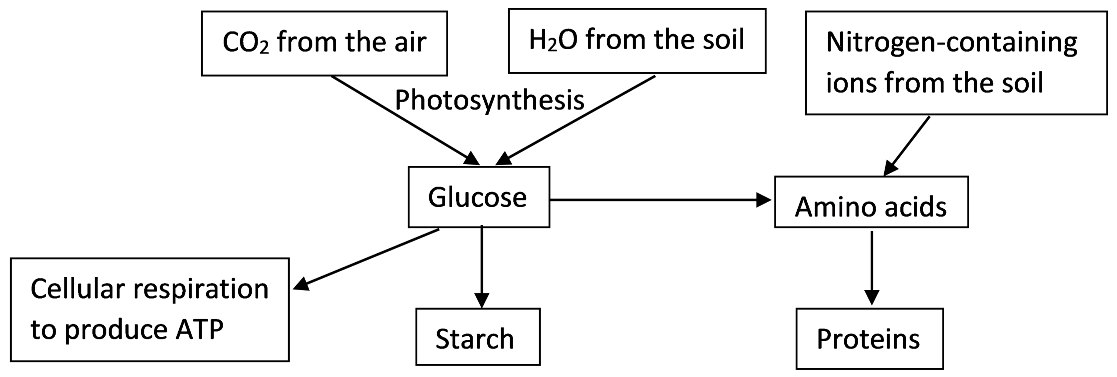 CO₂ from the air
H₂O from the soil
Nitrogen-containing
ions from the soil
Photosynthesis
Glucose
Amino acids
Cellular respiration
to produce ATP
Starch
Proteins